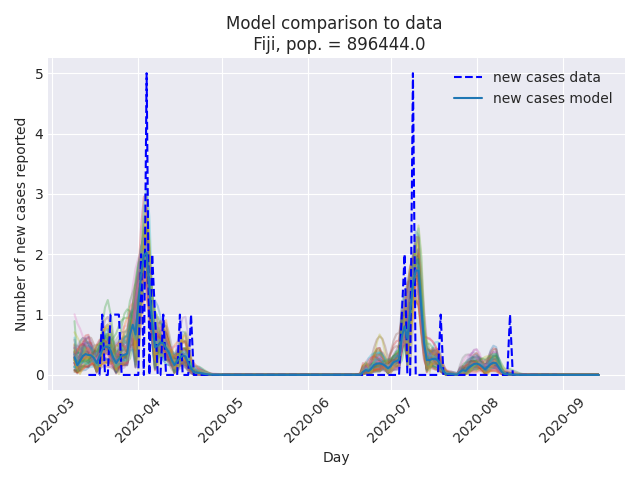 Model comparison to data
Fiji, pop. = 896444.0
new cases data
new cases model
Number of new cases reported
5
4
3
2
1
0
2020-03
2020-04
2020-05
2020-06
2020-07
2020-08
2020-09
Day